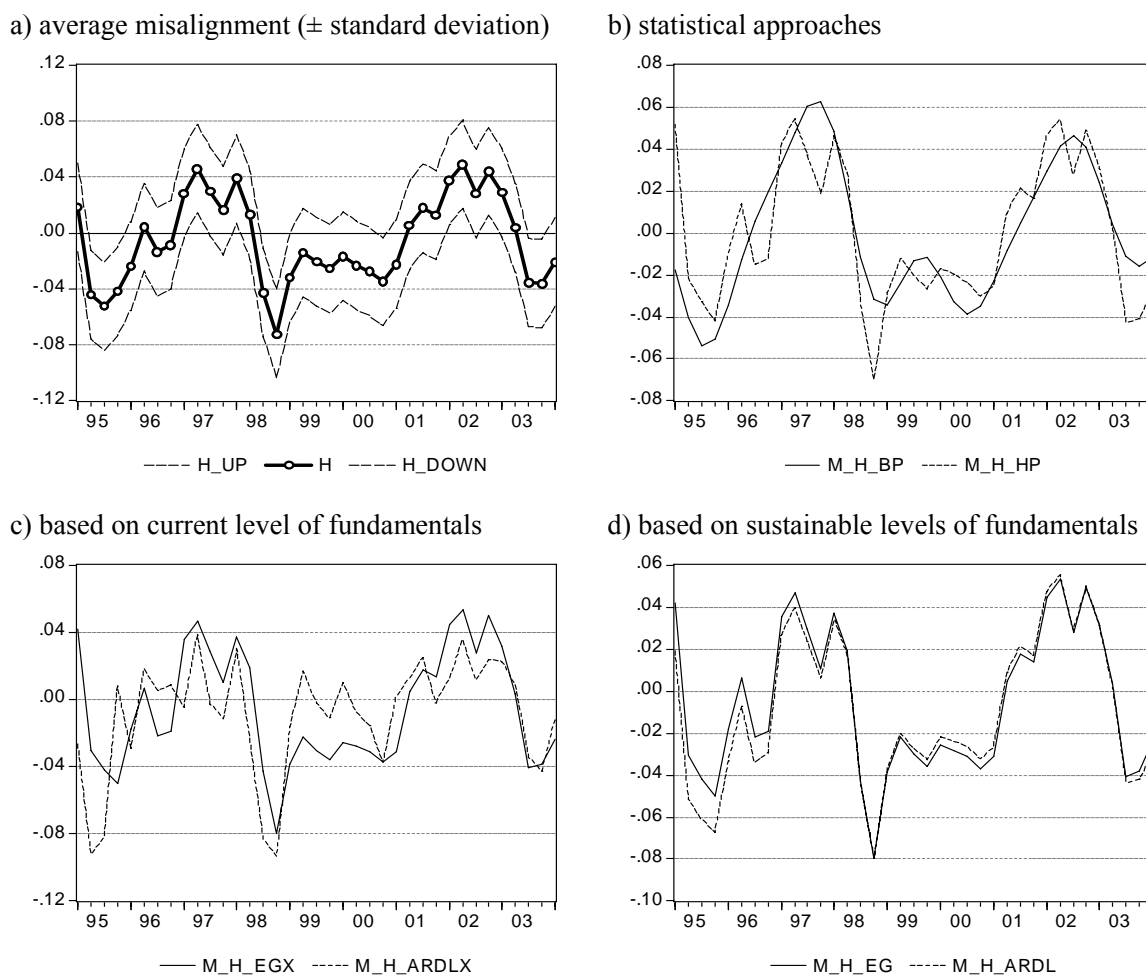 a) average misalignment (± standard deviation)
.12
.08
.04
.00
-.04
-.08
-.12
95 96 97 98 99 00 01 02 03
H_UP H H_DOWN
b) statistical approaches
.08
.06
.04
.02
.00
-.02
-.04
-.06
-.08
95 96 97 98 99 00 01 02 03
M_H_BP M_H_HP
c) based on current level of fundamentals
.08
.04
.00
-.04
-.08
-.12
95 96 97 98 99 00 01 02 03
M_H_EGX M_H_ARDLX
d) based on sustainable levels of fundamentals
.06
.04
.02
.00
-.02
-.04
-.06
-.08
-.10
95 96 97 98 99 00 01 02 03
M_H_EG M_H_ARDL